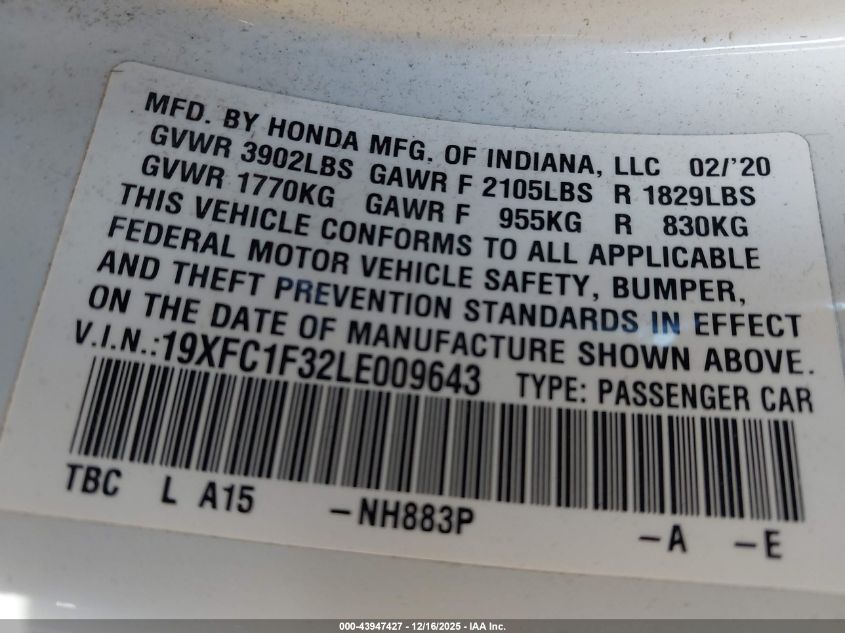 MFD. BY HONDA MFG. OF INDIANA, LLC 02/'20
GVWR 3902LBS GAWR F 2105LBS R 1829LBS
GVWR 1770KG GAWR F 955KG R 830KG
THIS VEHICLE CONFORMS TO ALL APPLICABLE
FEDERAL MOTOR VEHICLE SAFETY, BUMPER,
AND THEFT PREVENTION STANDARDS IN EFFECT
ON THE DATE OF MANUFACTURE SHOWN ABOVE.
V.I.N.:19XFC1F32LE009643 TYPE: PASSENGER CAR
TBC L A15 -NH883P -A -E
000-43947427 - 12/16/2025 - IAA Inc.